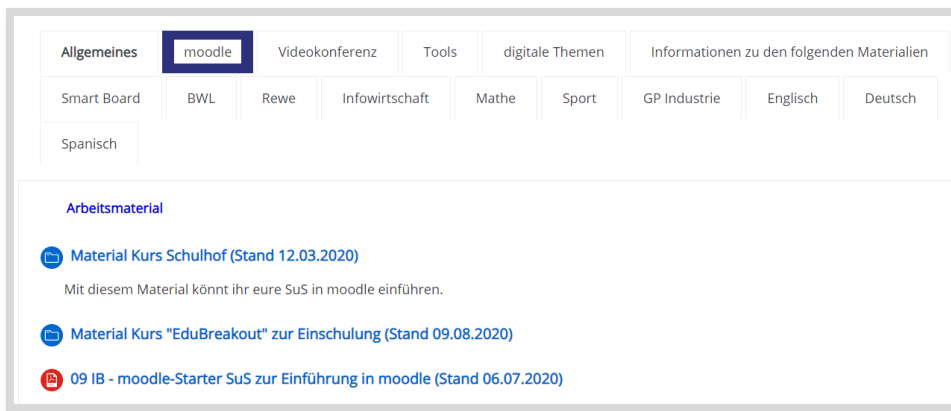 Allgemeines moodle Videokonferenz Tools digitale Themen Informationen zu den folgenden Materialien
Smart Board BWL Rewe Infowirtschaft Mathe Sport GP Industrie Englisch Deutsch
Spanisch
Arbeitsmaterial
Material Kurs Schulhof (Stand 12.03.2020)
Mit diesem Material könnt ihr eure SuS in moodle einführen.
Material Kurs "EduBreakout" zur Einschulung (Stand 09.08.2020)
09 IB - moodle-Starter SuS zur Einführung in moodle (Stand 06.07.2020)